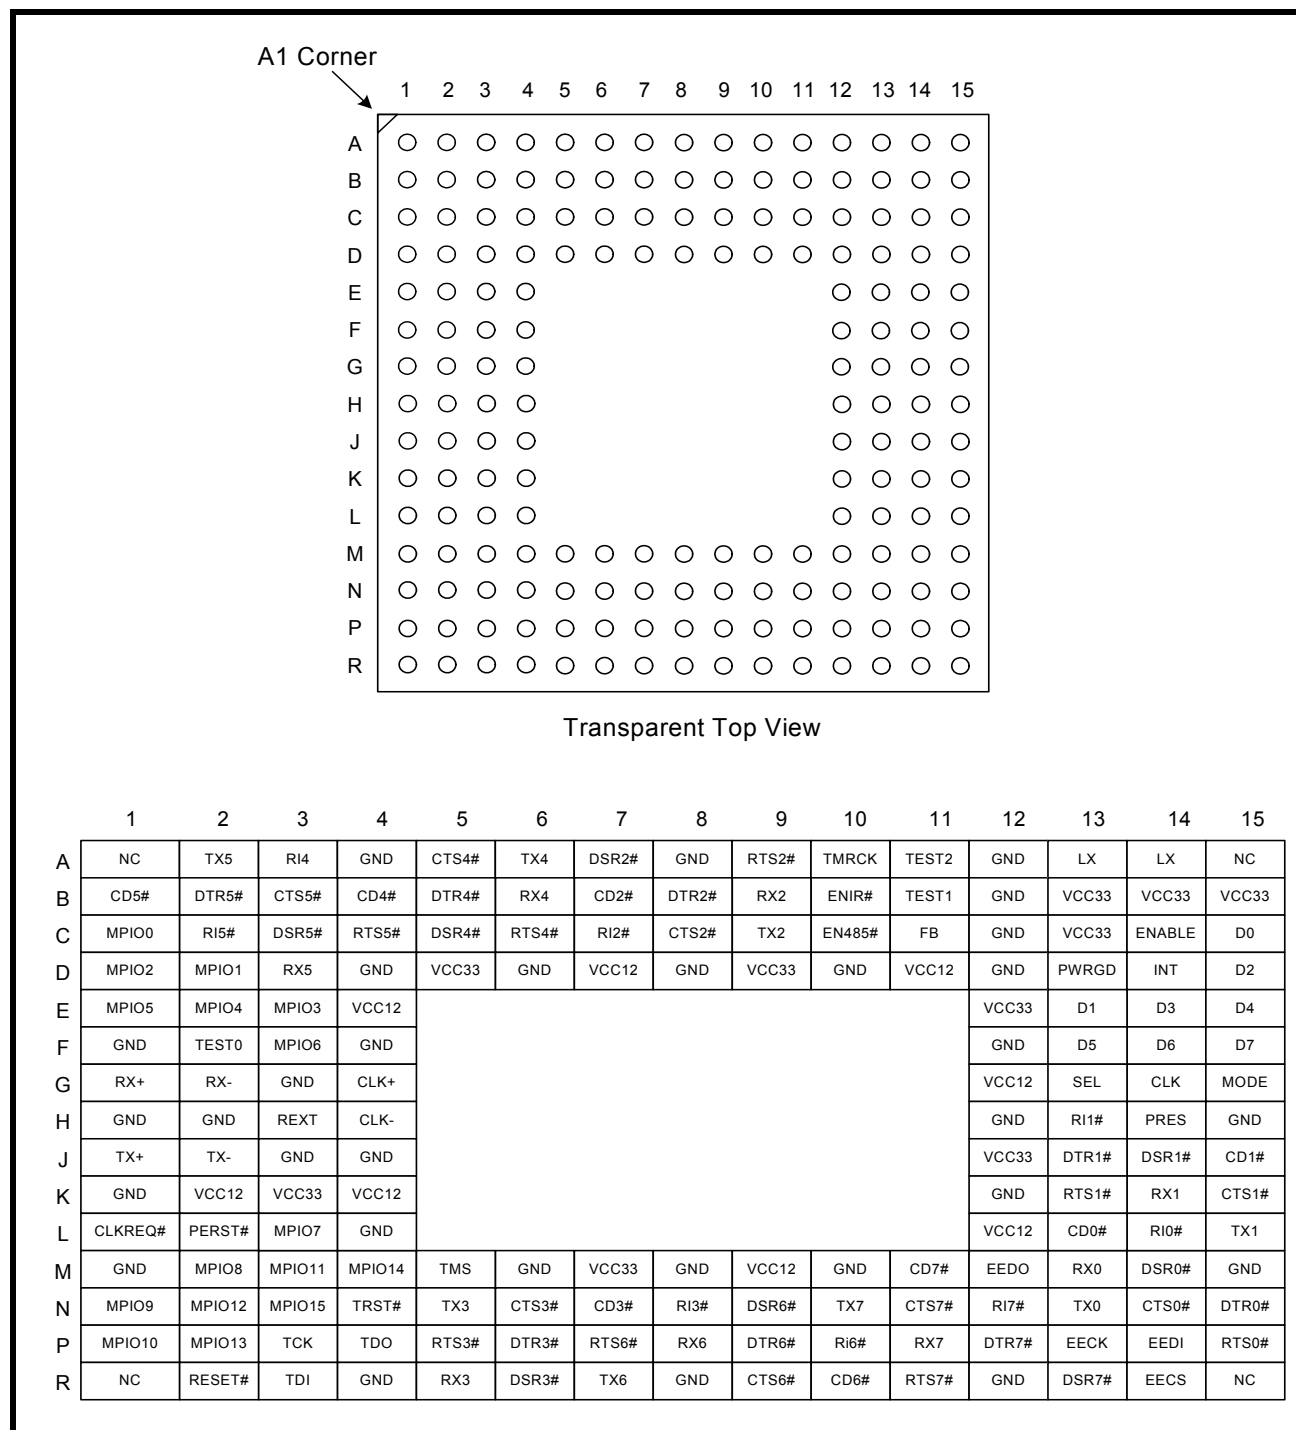 A1 Corner
1 2 3 4 5 6 7 8 9 10 11 12 13 14 15
A
B
C
D
E
F
G
H
J
K
L
M
N
P
R
Transparent Top View
1 2 3 4 5 6 7 8 9 10 11 12 13 14 15
A NC TX5 RI4 GND CTS4# TX4 DSR2# GND RTS2# TMRCK TEST2 GND LX LX NC
B CD5# DTR5# CTS5# CD4# DTR4# RX4 CD2# DTR2# RX2 ENIR# TEST1 GND VCC33 VCC33 VCC33
C MPIO0 RI5# DSR5# RTS5# DSR4# RTS4# RI2# CTS2# TX2 EN485# FB GND VCC33 ENABLE D0
D MPIO2 MPIO1 RX5 GND VCC33 GND VCC12 GND VCC33 GND VCC12 GND PWRGD INT D2
E MPIO5 MPIO4 MPIO3 VCC12 VCC33 D1 D3 D4
F GND TEST0 MPIO6 GND GND D5 D6 D7
G RX+ RX- GND CLK+ VCC12 SEL CLK MODE
H GND GND REXT CLK- GND RI1# PRES GND
J TX+ TX- GND GND VCC33 DTR1# DSR1# CD1#
K GND VCC12 VCC33 VCC12 GND RTS1# RX1 CTS1#
L CLKREQ# PERST# MPIO7 GND VCC12 CD0# RI0# TX1
M GND MPIO8 MPIO11 MPIO14 TMS GND VCC33 GND VCC12 GND CD7# EEDO RX0 DSR0# GND
N MPIO9 MPIO12 MPIO15 TRST# TX3 CTS3# CD3# RI3# DSR6# TX7 CTS7# RI7# TX0 CTS0# DTR0#
P MPIO10 MPIO13 TCK TDO RTS3# DTR3# RTS6# RX6 DTR6# Ri6# RX7 DTR7# EECK EEDI RTS0#
R NC RESET# TDI GND RX3 DSR3# TX6 GND CTS6# CD6# RTS7# GND DSR7# EECS NC